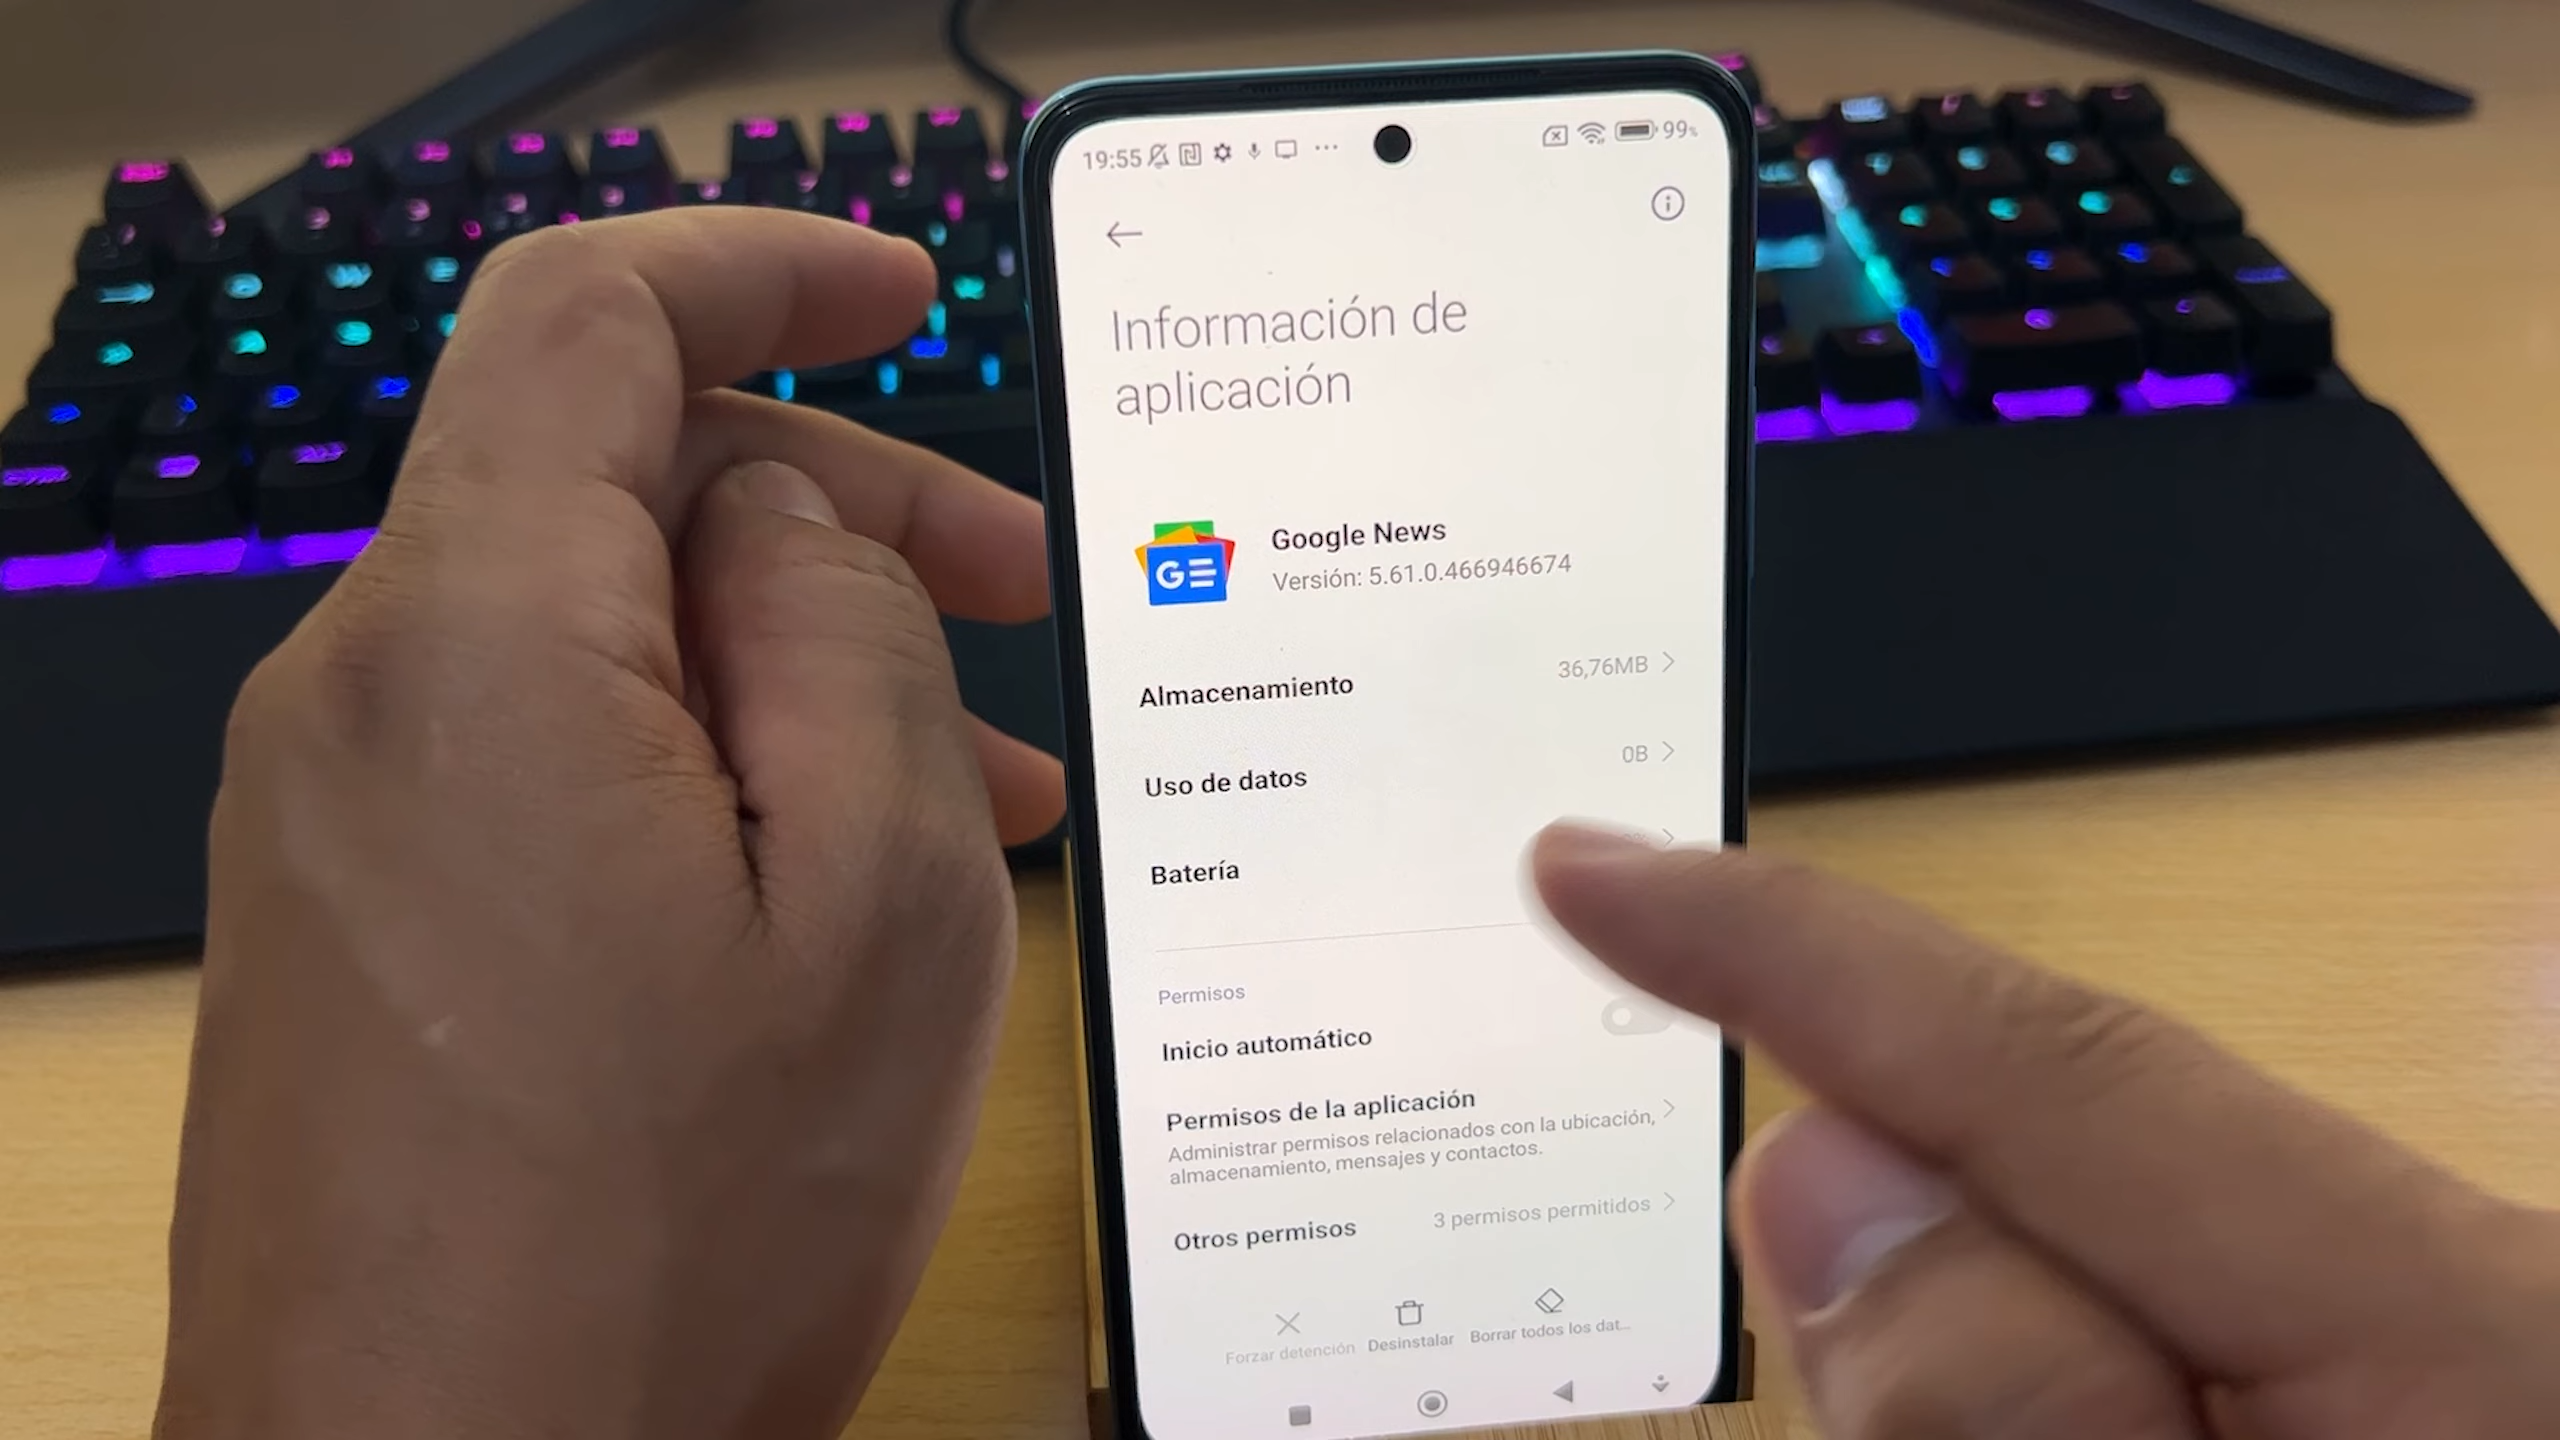 19:55
99%
Información de
aplicación
Google News
Versión: 5.61.0.466946674
GE
Almacenamiento
36,76MB
Uso de datos
0B
Batería
Permisos
Inicio automático
Permisos de la aplicación
Administrar permisos relacionados con la ubicación,
almacenamiento, mensajes y contactos.
Otros permisos
3 permisos permitidos
Forzar detención
Desinstalar
Borrar todos los dat...